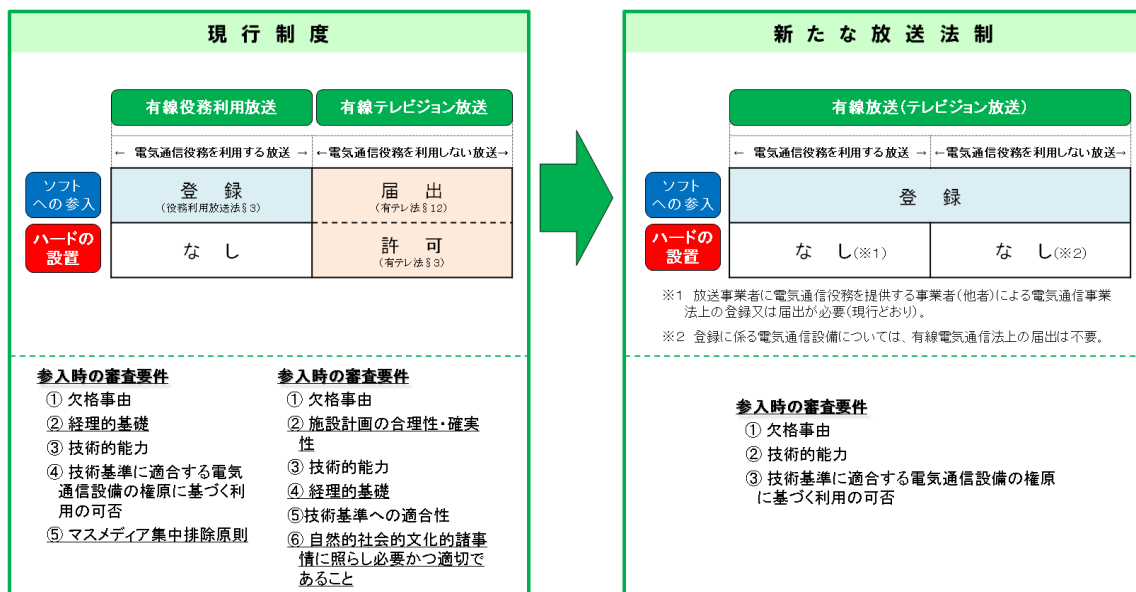 現行制度
有線役務利用放送
有線テレビジョン放送
← 電気通信役務を利用する放送 →
←電気通信役務を利用しない放送→
ソフト
への参入
登 録
(役務利用放送法§3)
届 出
(有テレ法§12)
ハードの
設置
な し
許 可
(有テレ法§3)
参入時の審査要件
① 欠格事由
② 経理的基礎
③ 技術的能力
④ 技術基準に適合する電気
通信設備の権原に基づく利
用の可否
⑤ マスメディア集中排除原則
参入時の審査要件
① 欠格事由
② 施設計画の合理性・確実
性
③ 技術的能力
④ 経理的基礎
⑤技術基準への適合性
⑥ 自然的社会的文化的諸事
情に照らし必要かつ適切で
あること
新たな放送法制
有線放送(テレビジョン放送)
← 電気通信役務を利用する放送 →
←電気通信役務を利用しない放送→
ソフト
への参入
登 録
ハードの
設置
な し(※1)
な し(※2)
※1 放送事業者に電気通信役務を提供する事業者(他者)による電気通信事業
法上の登録又は届出が必要(現行どおり)。
※2 登録に係る電気通信設備については、有線電気通信法上の届出は不要。
参入時の審査要件
① 欠格事由
② 技術的能力
③ 技術基準に適合する電気通信設備の権原
に基づく利用の可否